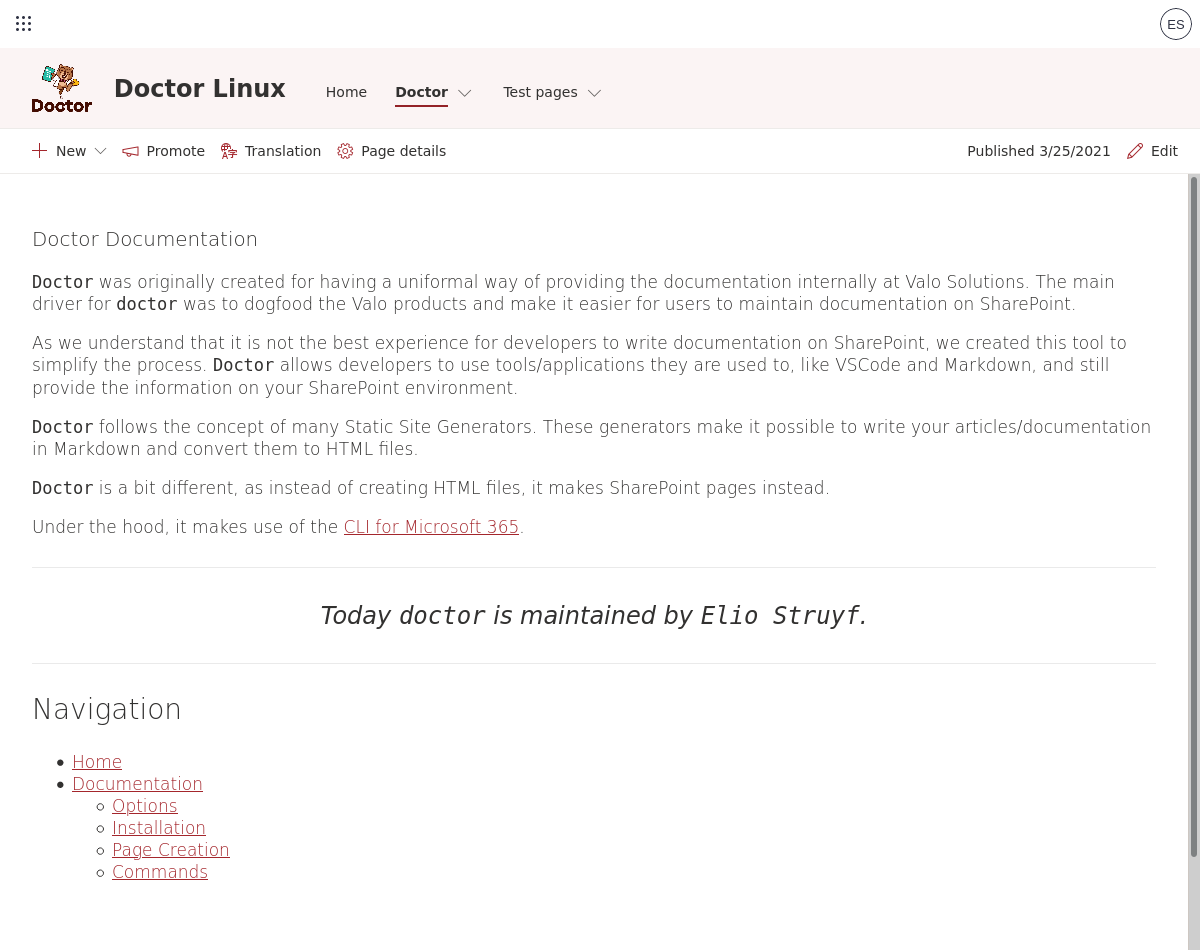 ES
Doctor
Doctor Linux
Home Doctor Test pages
New Promote Translation Page details Published 3/25/2021 Edit
Doctor Documentation
Doctor was originally created for having a uniformal way of providing the documentation internally at Valo Solutions. The main
driver for doctor was to dogfood the Valo products and make it easier for users to maintain documentation on SharePoint.
As we understand that it is not the best experience for developers to write documentation on SharePoint, we created this tool to
simplify the process. Doctor allows developers to use tools/applications they are used to, like VSCode and Markdown, and still
provide the information on your SharePoint environment.
Doctor follows the concept of many Static Site Generators. These generators make it possible to write your articles/documentation
in Markdown and convert them to HTML files.
Doctor is a bit different, as instead of creating HTML files, it makes SharePoint pages instead.
Under the hood, it makes use of the CLI for Microsoft 365.
Today doctor is maintained by Elio Struyf.
Navigation
Home
Documentation
Options
Installation
Page Creation
Commands